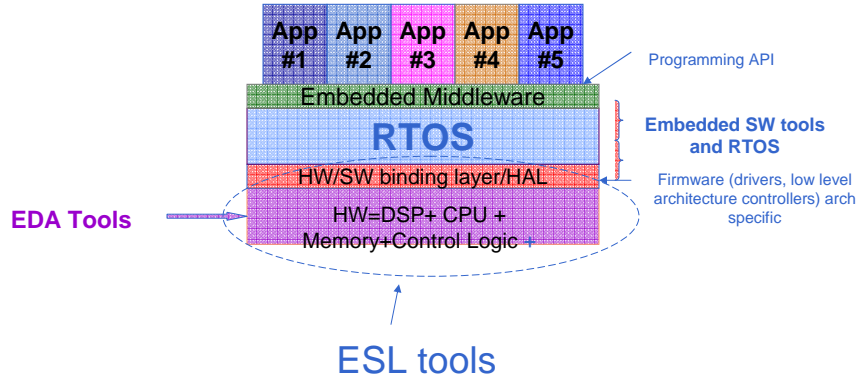 App App App App App
#1 #2 #3 #4 #5
Programming API
Embedded Middleware
RTOS
Embedded SW tools
and RTOS
HW/SW binding layer/HAL
Firmware (drivers, low level
architecture controllers) arch
specific
EDA Tools
HW=DSP+ CPU +
Memory+Control Logic +
ESL tools